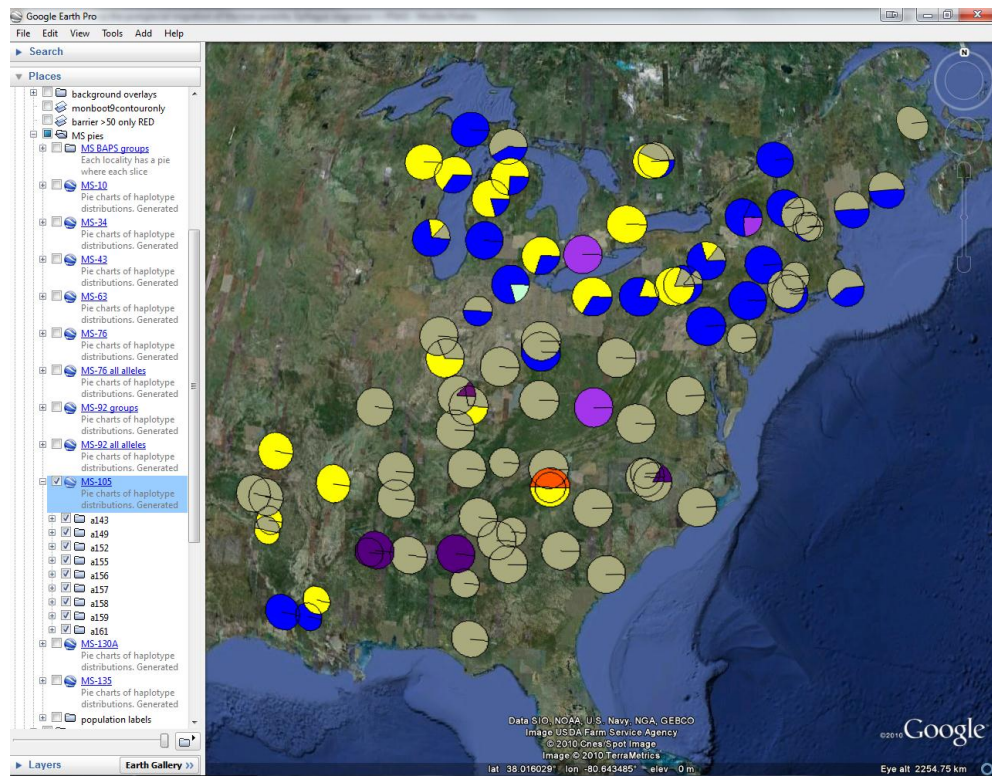 Google Earth Pro
File Edit View Tools Add Help
Search
Places
background overlays
monboot9contouronly
barrier >50 only RED
MS pies
MS BAPS groups
Each locality has a pie
where each slice
MS-10
Pie charts of haplotype
distributions. Generated
MS-34
Pie charts of haplotype
distributions. Generated
MS-43
Pie charts of haplotype
distributions. Generated
MS-63
Pie charts of haplotype
distributions. Generated
MS-76
Pie charts of haplotype
distributions. Generated
MS-76 all alleles
Pie charts of haplotype
distributions. Generated
MS-92 groups
Pie charts of haplotype
distributions. Generated
MS-92 all alleles
Pie charts of haplotype
distributions. Generated
MS-105
Pie charts of haplotype
distributions. Generated
a143
a149
a152
a155
a156
a157
a158
a159
a161
MS-130A
Pie charts of haplotype
distributions. Generated
MS-135
Pie charts of haplotype
distributions. Generated
population labels
Layers
Earth Gallery >>
N
Data SIO, NOAA, U.S. Navy, NGA, GEBCO
Image USDA Farm Service Agency
© 2010 Cnes/Spot Image
Image © 2010 TerraMetrics
©2010 Google
lat 38.016029° lon -80.643485° elev 0 m
Eye alt 2254.75 km